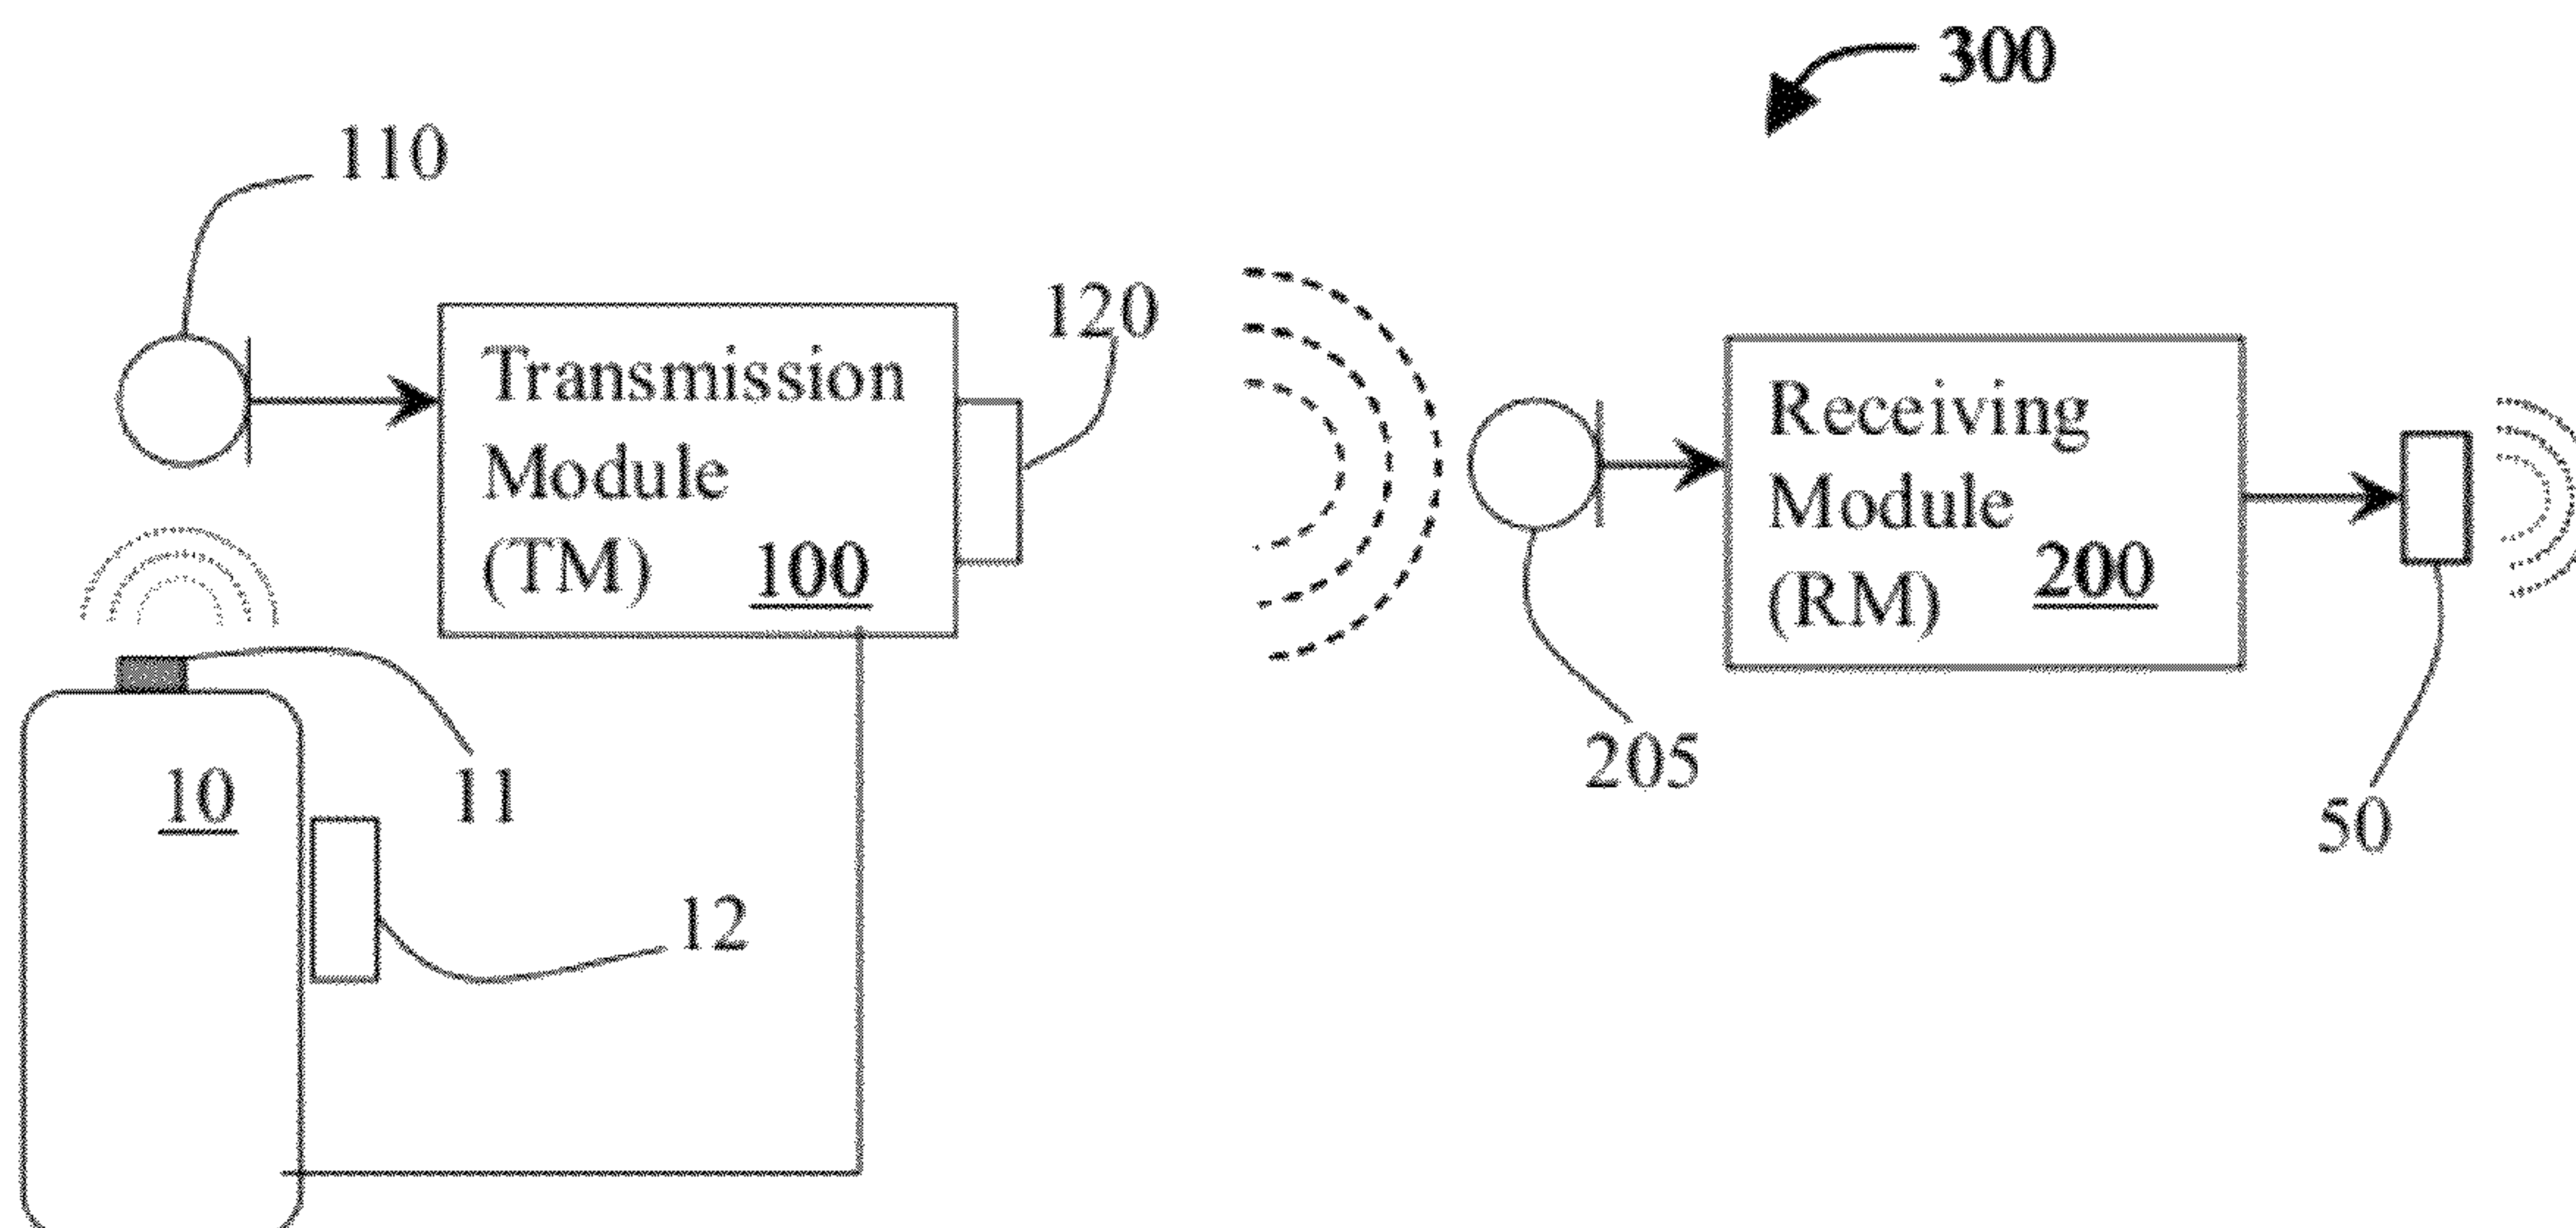 300
110
120
Transmission
Module
(TM) 100
Receiving
Module
(RM) 200
205
50
10
11
12